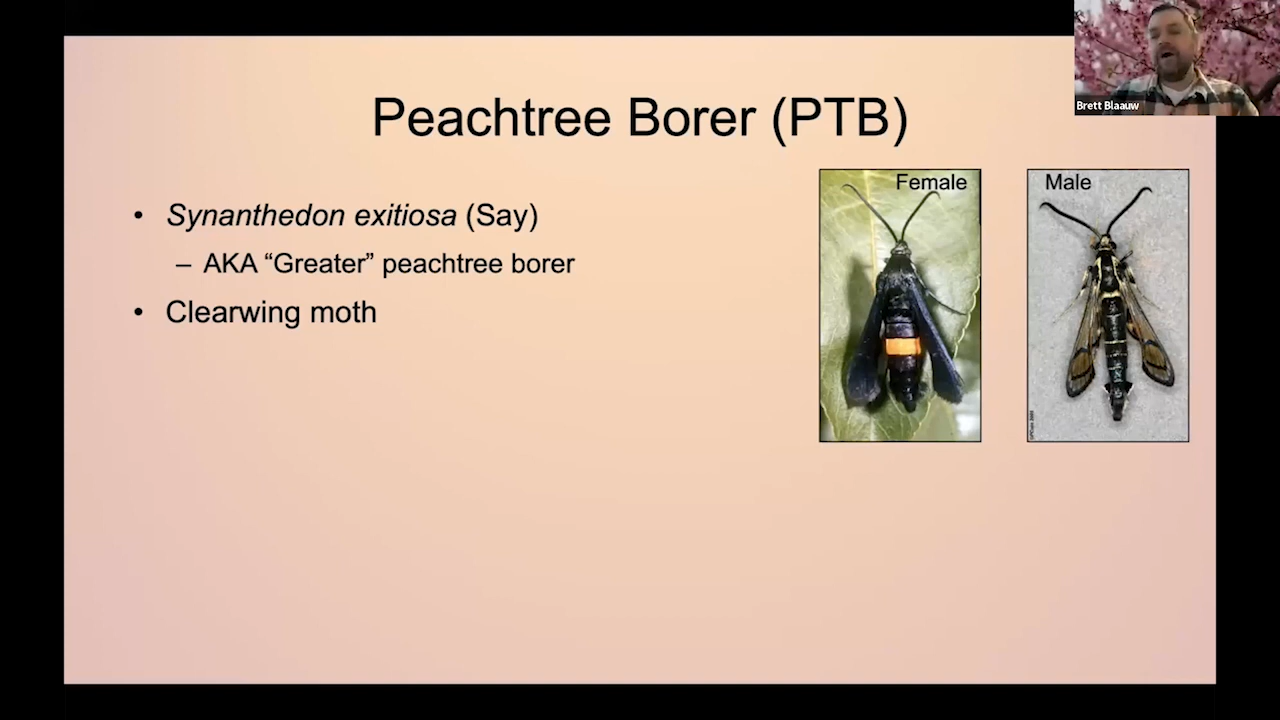 Peachtree Borer (PTB)
Brett Blaauw
• Synanthedon exitiosa (Say)
– AKA “Greater” peachtree borer
• Clearwing moth
Female
Male